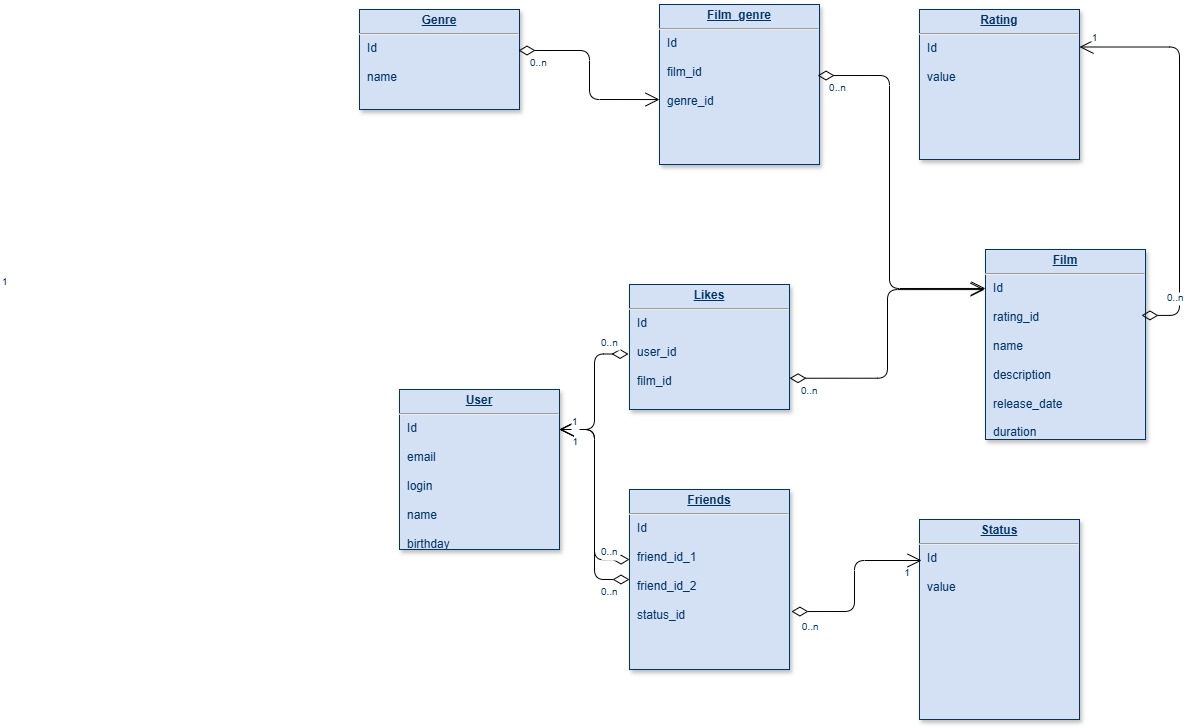 Genre
Id
name
0..n
Film_genre
Id
film_id
genre_id
0..n
Rating
Id
value
1
1
Film
Id
rating_id
name
description
release_date
duration
0..n
Likes
Id
user_id
film_id
0..n
0..n
User
Id
email
login
name
birthday
1
1
Friends
Id
friend_id_1
friend_id_2
status_id
0..n
0..n
0..n
Status
Id
value
1